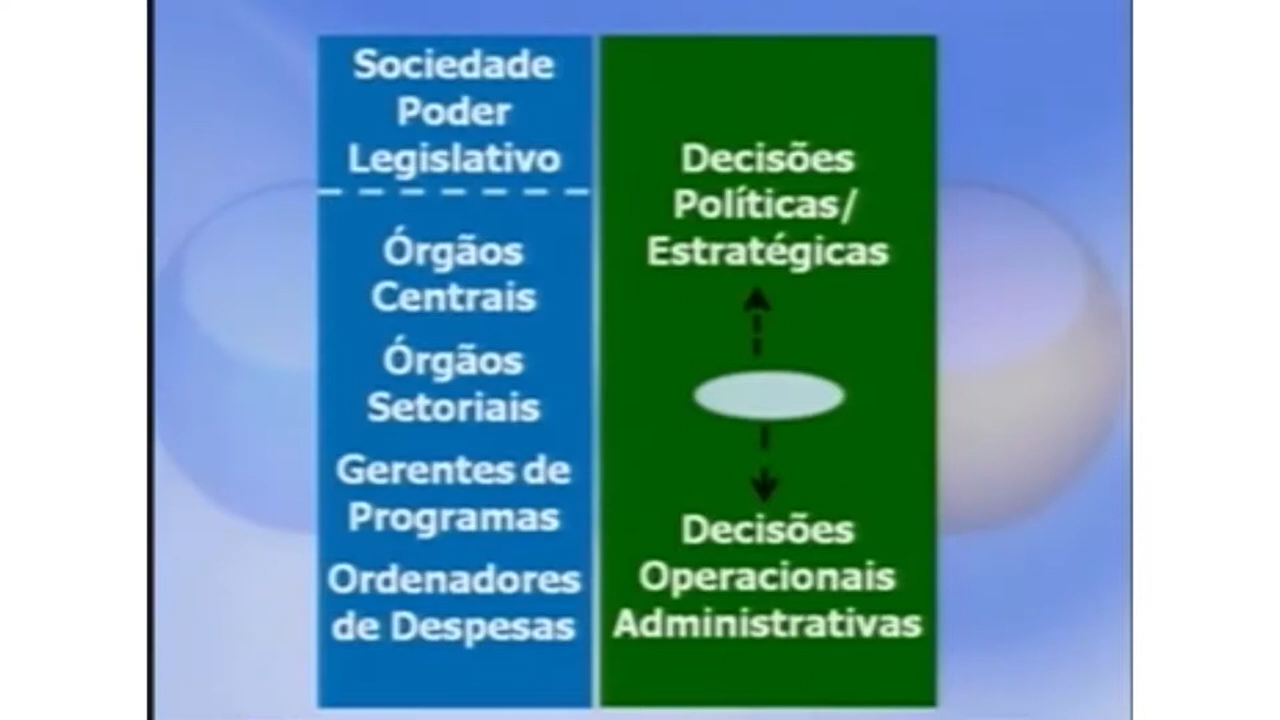 Sociedade
Poder
Legislativo
Órgãos
Centrais
Órgãos
Setoriais
Gerentes de
Programas
Ordenadores
de Despesas
Decisões
Políticas/
Estratégicas
Decisões
Operacionais
Administrativas